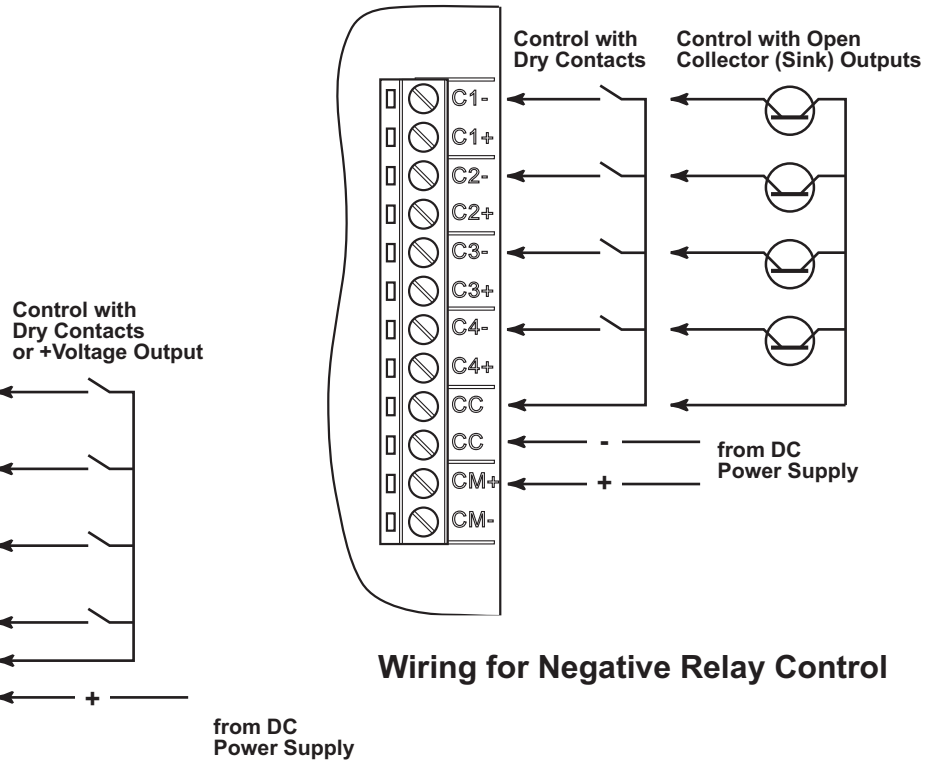 Control with
Dry Contacts
Control with Open
Collector (Sink) Outputs
C1-
C1+
C2-
C2+
C3-
C3+
C4-
C4+
CC
CC
CM+
CM-
-
+
from DC
Power Supply
Control with
Dry Contacts
or +Voltage Output
+
from DC
Power Supply
Wiring for Negative Relay Control